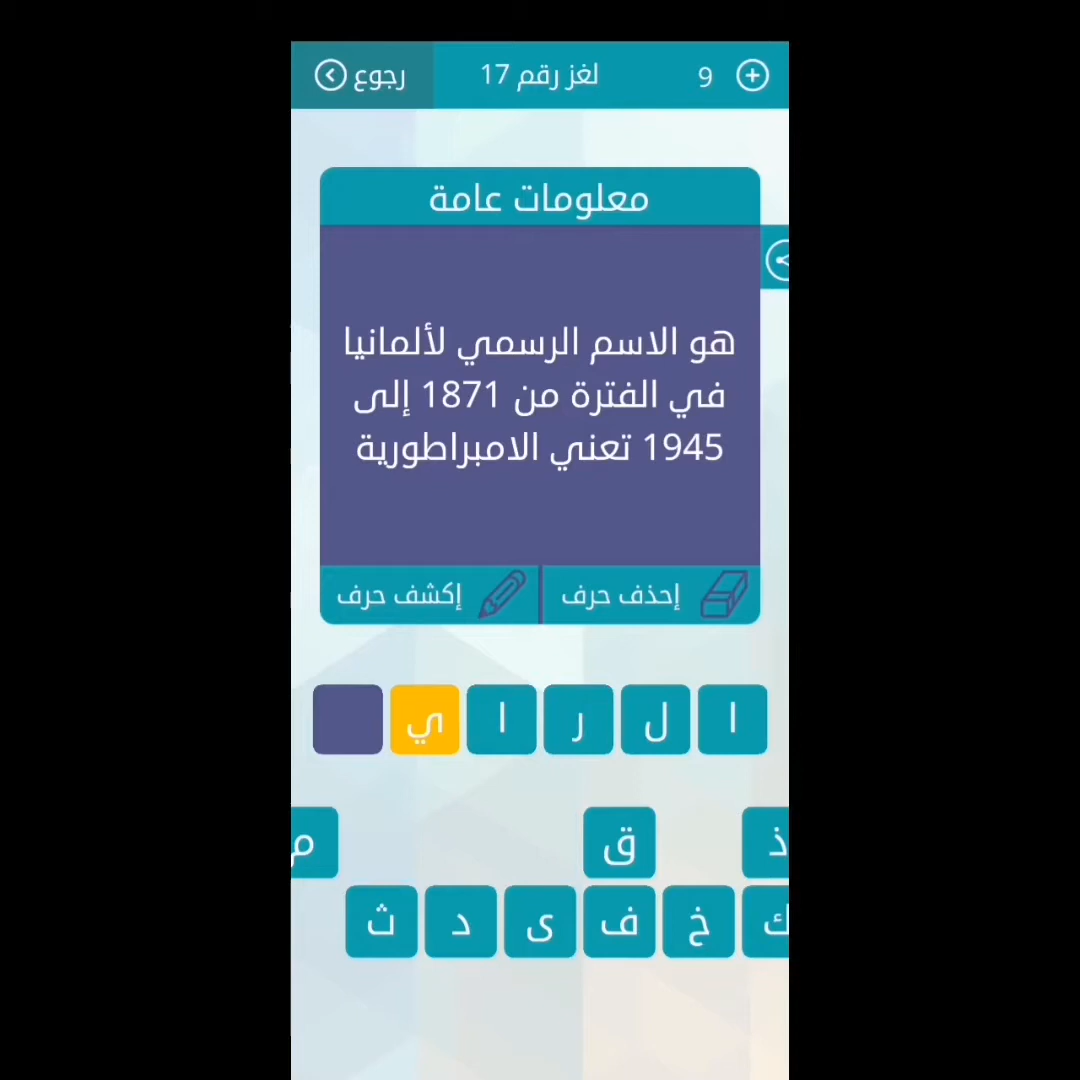 9 لغز رقم 17 رجوع
معلومات عامة
هو الاسم الرسمي لألمانيا
في الفترة من 1871 إلى
1945 تعني الامبراطورية
إحذف حرف إكشف حرف
ا ل ر ا ي
ذ ق م
ك خ ف ى د ث